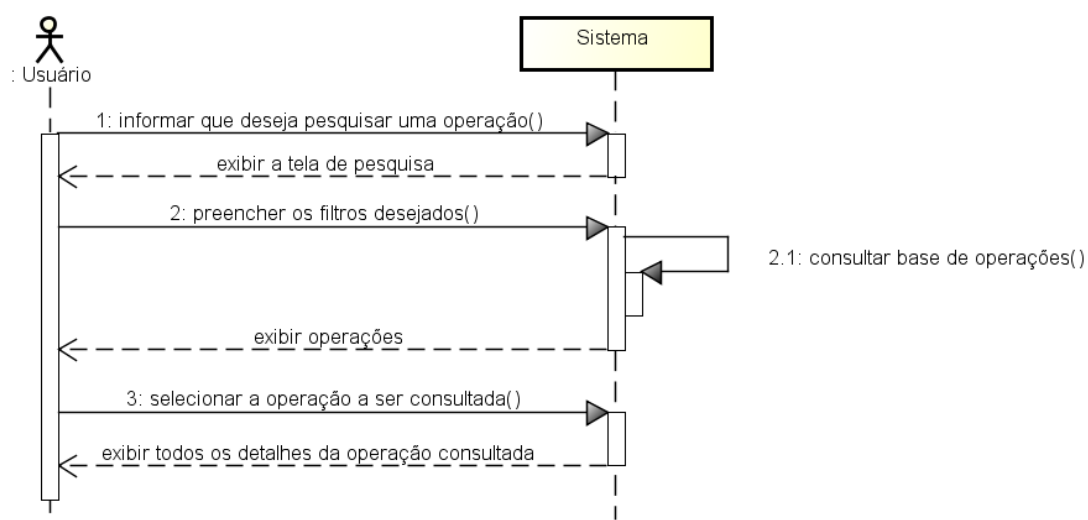 Sistema
: Usuário
1: informar que deseja pesquisar uma operação()
exibir a tela de pesquisa
2: preencher os filtros desejados()
2.1: consultar base de operações()
exibir operações
3: selecionar a operação a ser consultada()
exibir todos os detalhes da operação consultada